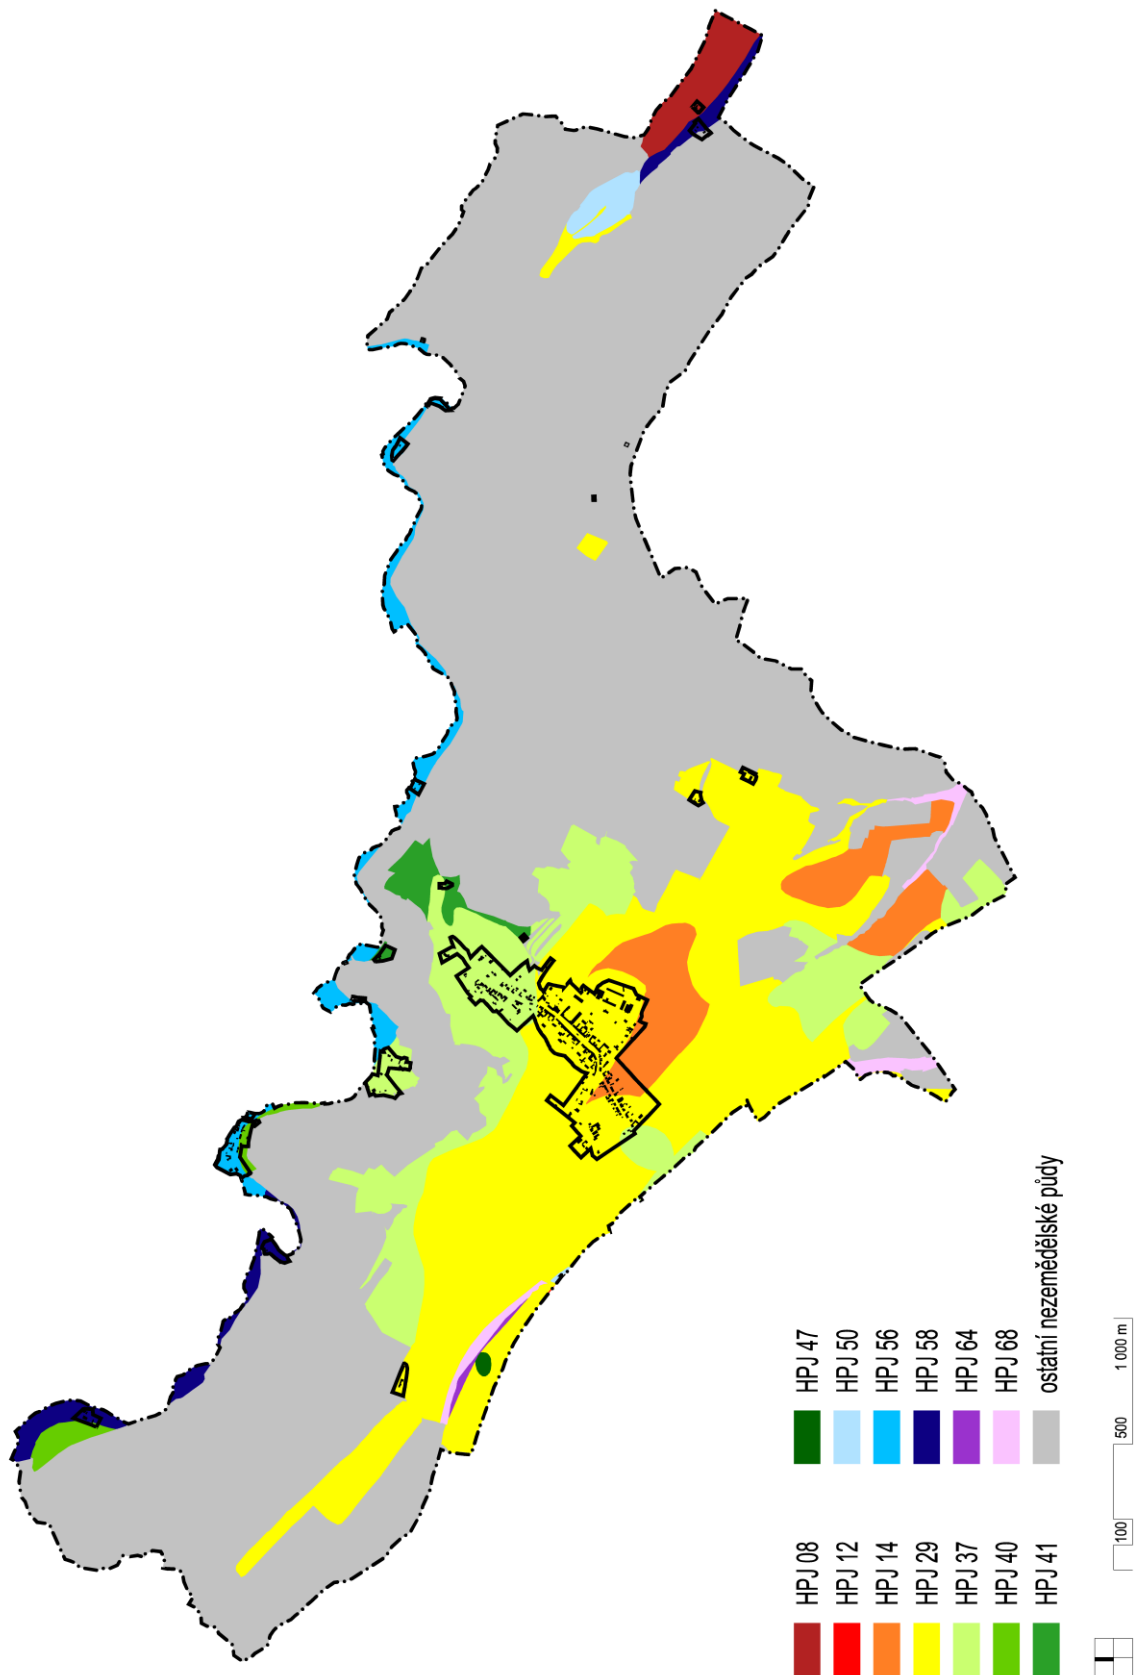 HPJ 08
HPJ 12
HPJ 14
HPJ 29
HPJ 37
HPJ 40
HPJ 41
HPJ 47
HPJ 50
HPJ 56
HPJ 58
HPJ 64
HPJ 68
ostatní nezemědělské půdy
100 500 1 000 m